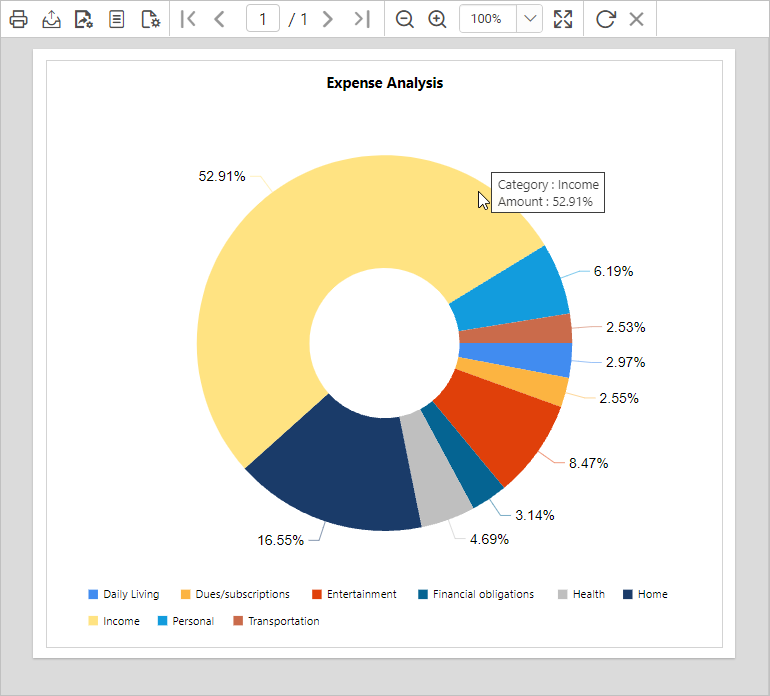 1 / 1 100%
Expense Analysis
52.91%
Category : Income
Amount : 52.91%
6.19%
2.53%
2.97%
2.55%
8.47%
3.14%
4.69%
16.55%
Daily Living Dues/subscriptions Entertainment Financial obligations Health Home
Income Personal Transportation